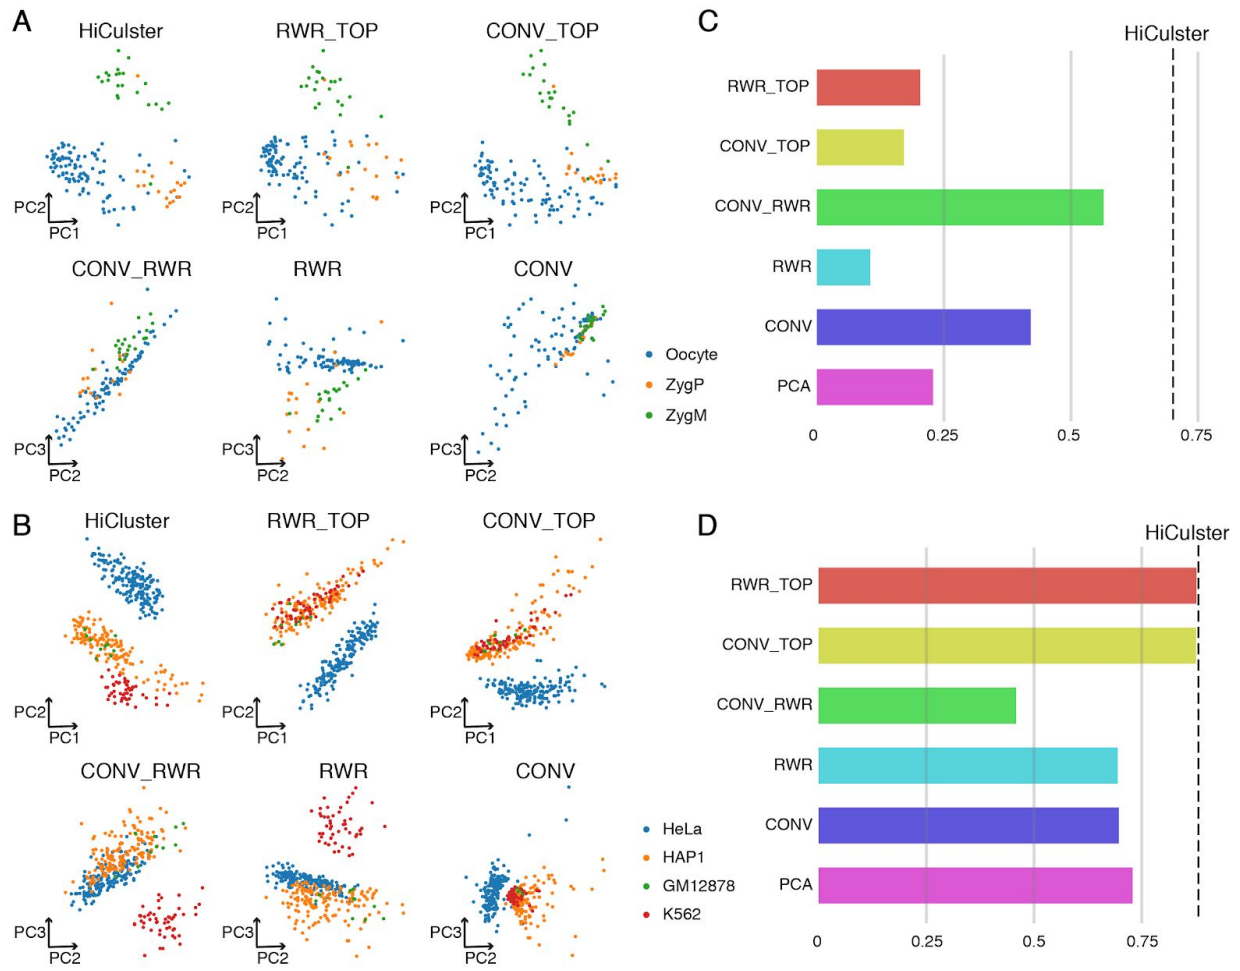 A
HiCulster
RWR_TOP
CONV_TOP
PC2
PC1
PC2
PC1
PC2
PC1
CONV_RWR
RWR
CONV
PC3
PC2
PC3
PC2
PC3
PC2
Oocyte
ZygP
ZygM
B
HiCluster
RWR_TOP
CONV_TOP
PC2
PC1
PC2
PC1
PC2
PC1
CONV_RWR
RWR
CONV
PC3
PC2
PC3
PC2
PC3
PC2
HeLa
HAP1
GM12878
K562
C
HiCulster
RWR_TOP
CONV_TOP
CONV_RWR
RWR
CONV
PCA
0 0.25 0.5 0.75
D
HiCulster
RWR_TOP
CONV_TOP
CONV_RWR
RWR
CONV
PCA
0 0.25 0.5 0.75